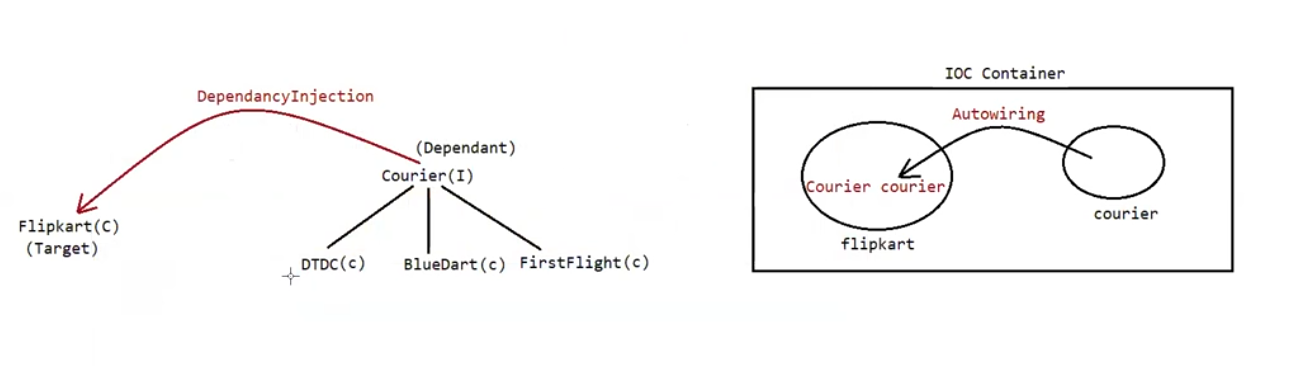 DependancyInjection
(Dependant)
Courier(I)
Flipkart(C)
(Target)
DTDC(c)
BlueDart(c)
FirstFlight(c)
IOC Container
Autowiring
Courier courier
courier
flipkart